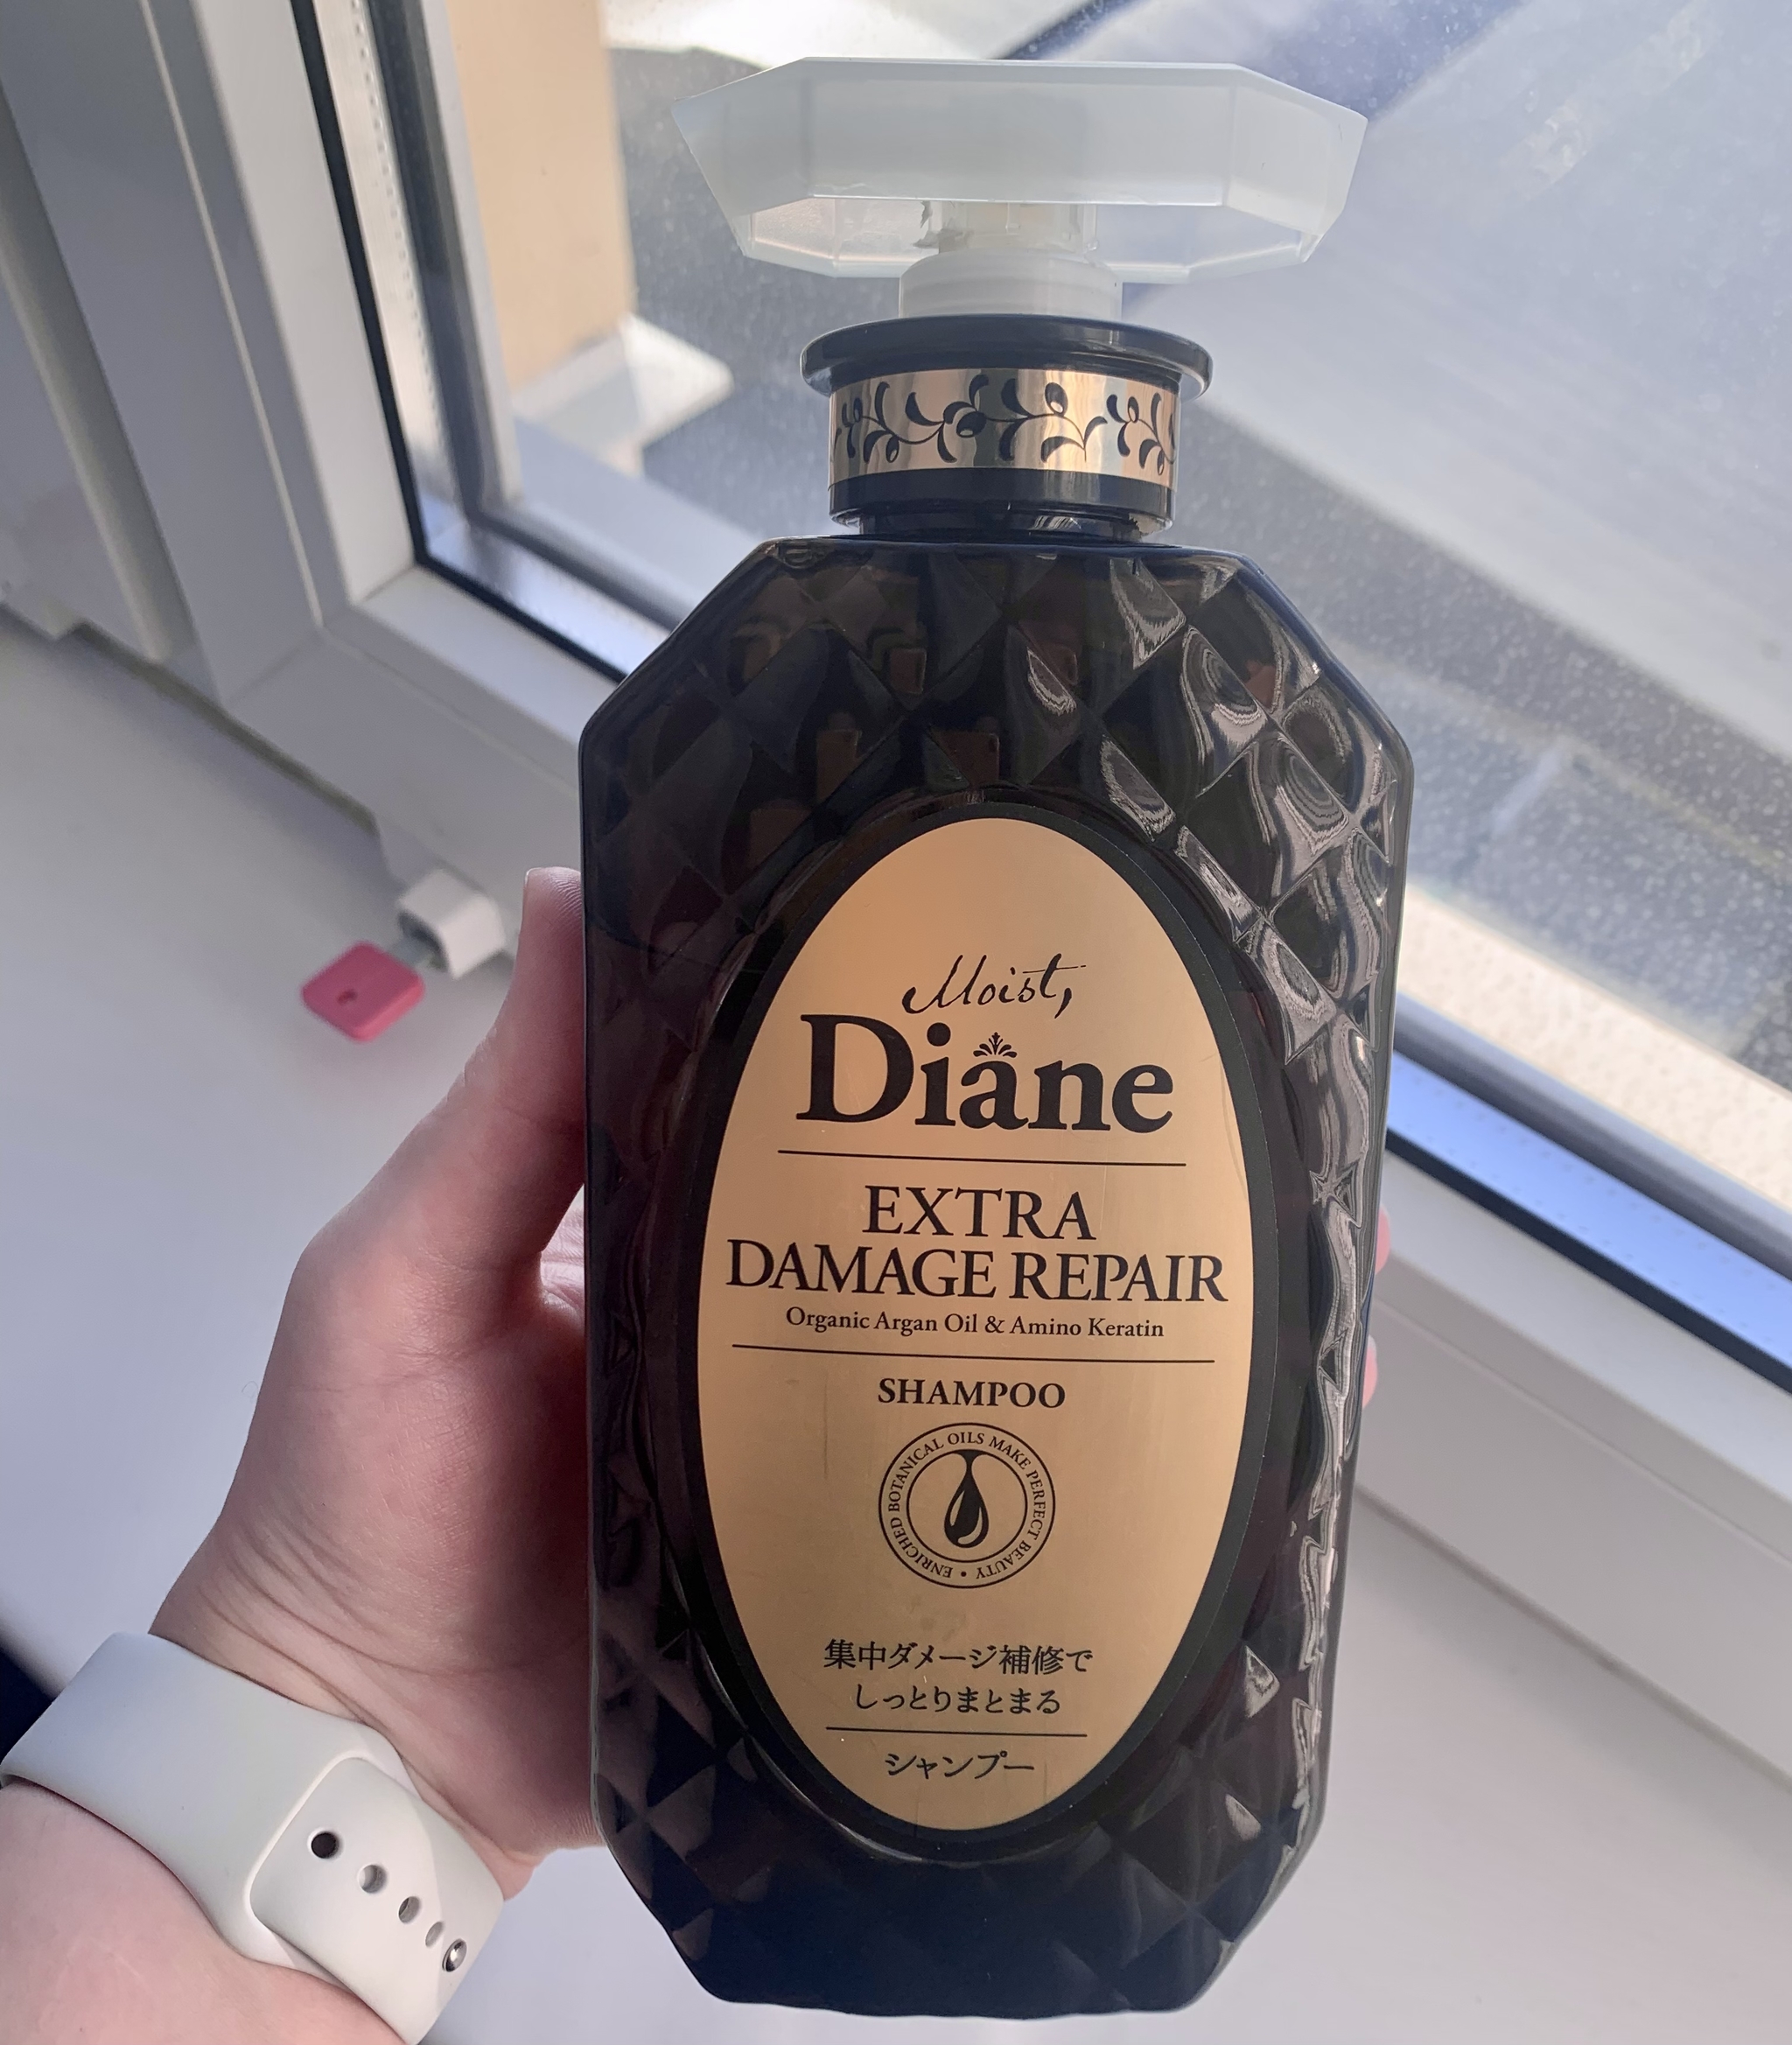 Moist,
Diane
EXTRA
DAMAGE REPAIR
Organic Argan Oil & Amino Keratin
SHAMPOO
ENRICHED BOTANICAL OILS MAKE PERFECT BEAUTY •
集中ダメージ補修で
しっとりまとまる
シャンプー